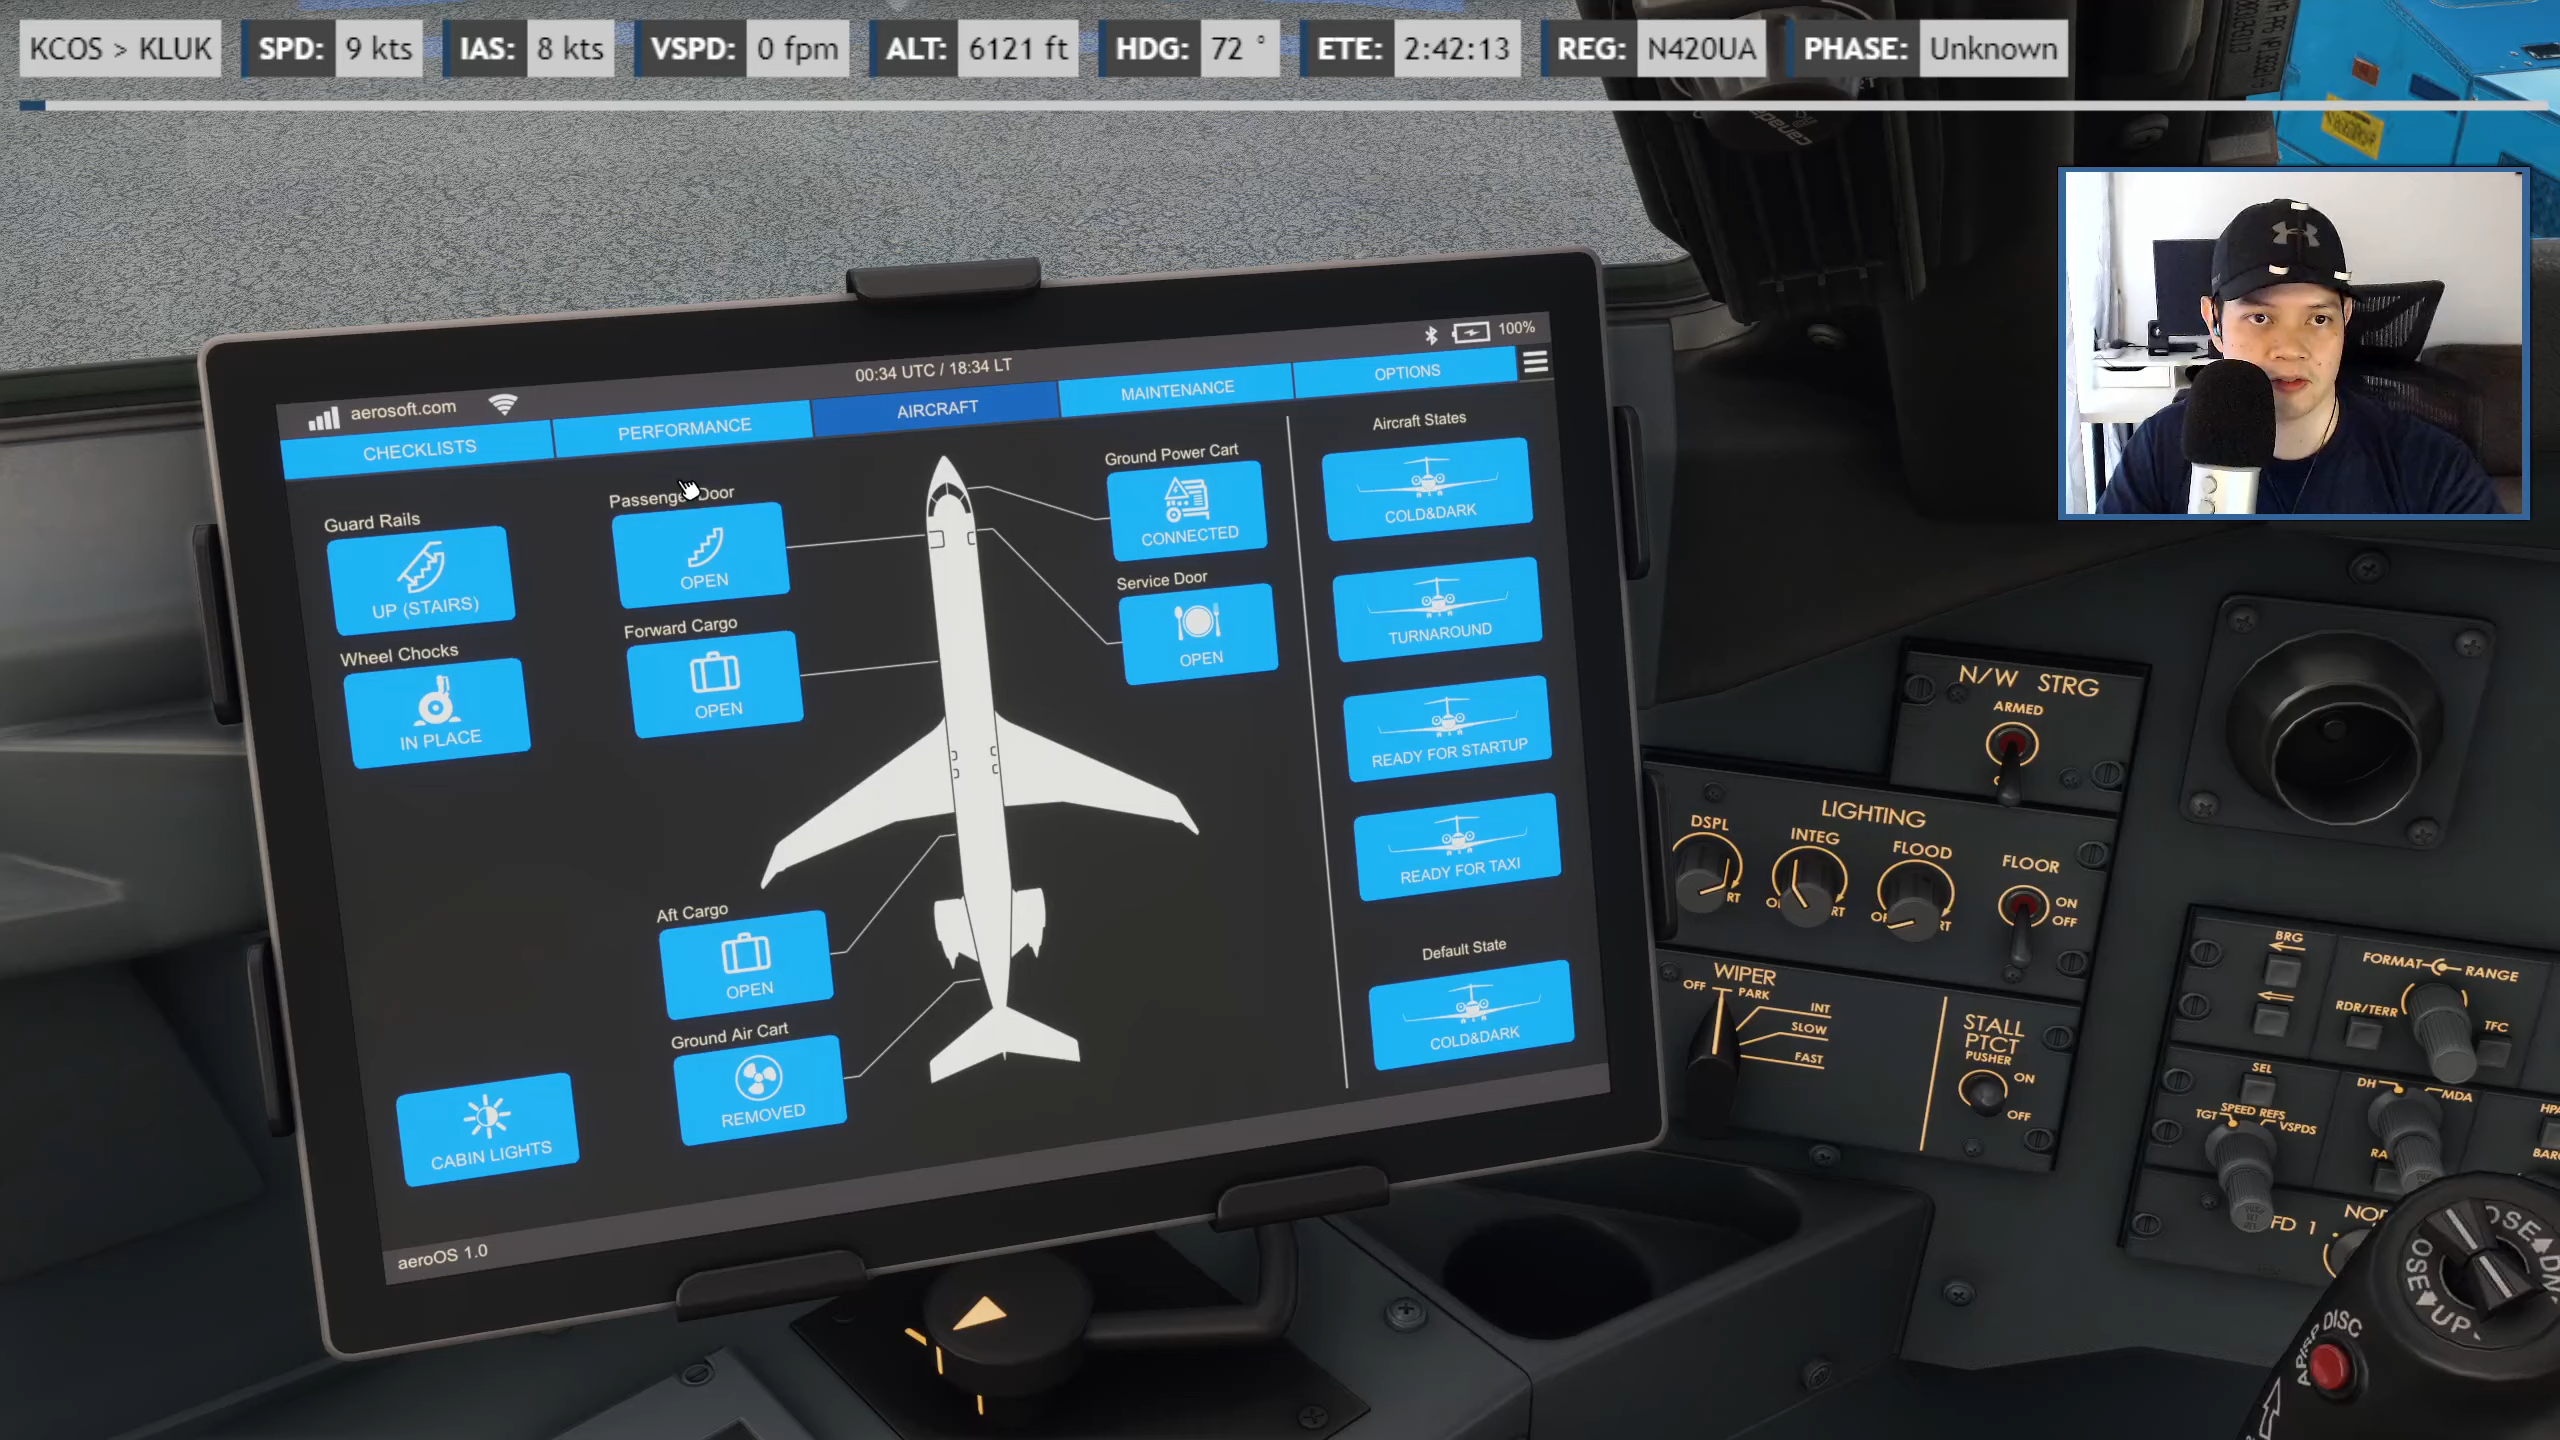 KCOS > KLUK SPD: 9 kts IAS: 8 kts VSPD: 0 fpm ALT: 6121 ft HDG: 72 ° ETE: 2:42:13 REG: N420UA PHASE: Unknown
aerosoft.com 00:34 UTC / 18:34 LT 100%
CHECKLISTS PERFORMANCE AIRCRAFT MAINTENANCE OPTIONS
Guard Rails
UP (STAIRS)
Wheel Chocks
IN PLACE
Passenger Door
OPEN
Forward Cargo
OPEN
Aft Cargo
OPEN
Ground Air Cart
REMOVED
CABIN LIGHTS
Ground Power Cart
CONNECTED
Service Door
OPEN
Aircraft States
COLD&DARK
TURNAROUND
READY FOR STARTUP
READY FOR TAXI
Default State
COLD&DARK
aeroOS 1.0
N/W STRG
ARMED
LIGHTING
DSPL INTEG FLOOD FLOOR
ON
OFF
WIPER
OFF PARK
INT
SLOW
FAST
STALL
PTCT
PUSHER
ON
OFF
BRG
FORMAT RANGE
RDR/TERR
TFC
SEL
SPEED REFS
TGT VSPDS
DH MDA
AP/SP DISC